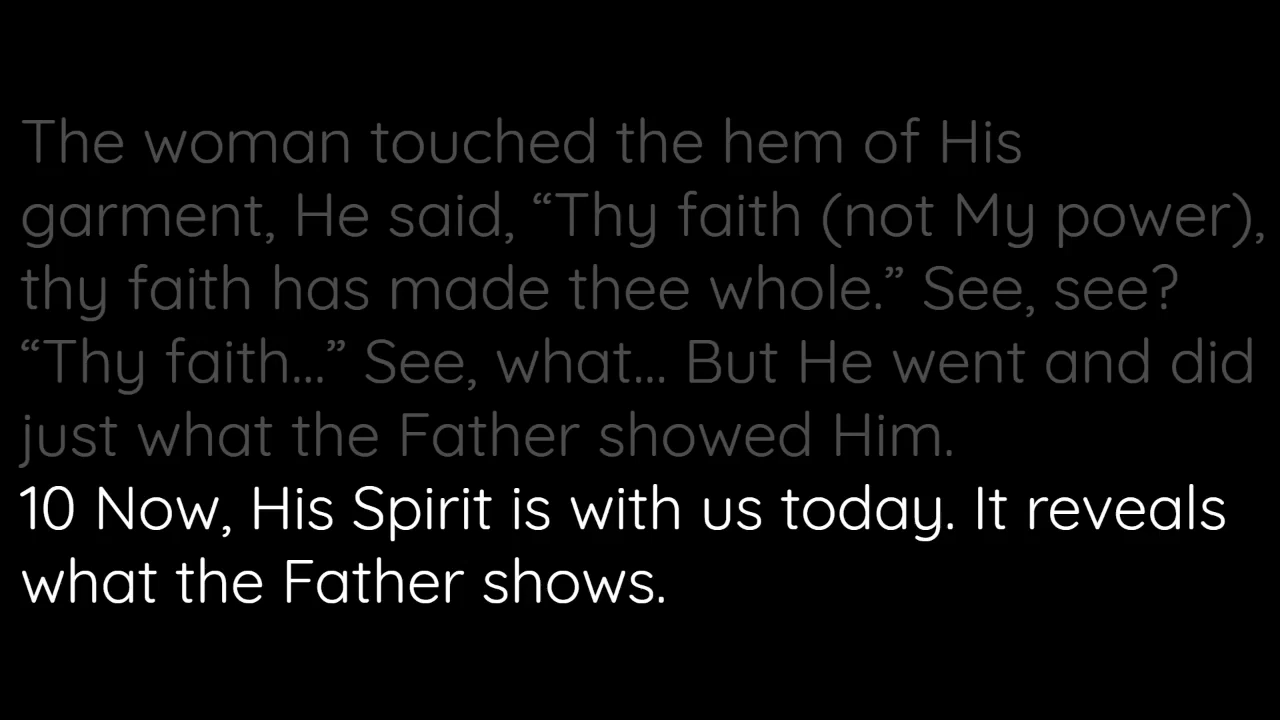 The woman touched the hem of His
garment, He said, “Thy faith (not My power),
thy faith has made thee whole.” See, see?
“Thy faith...” See, what... But He went and did
just what the Father showed Him.
10 Now, His Spirit is with us today. It reveals
what the Father shows.